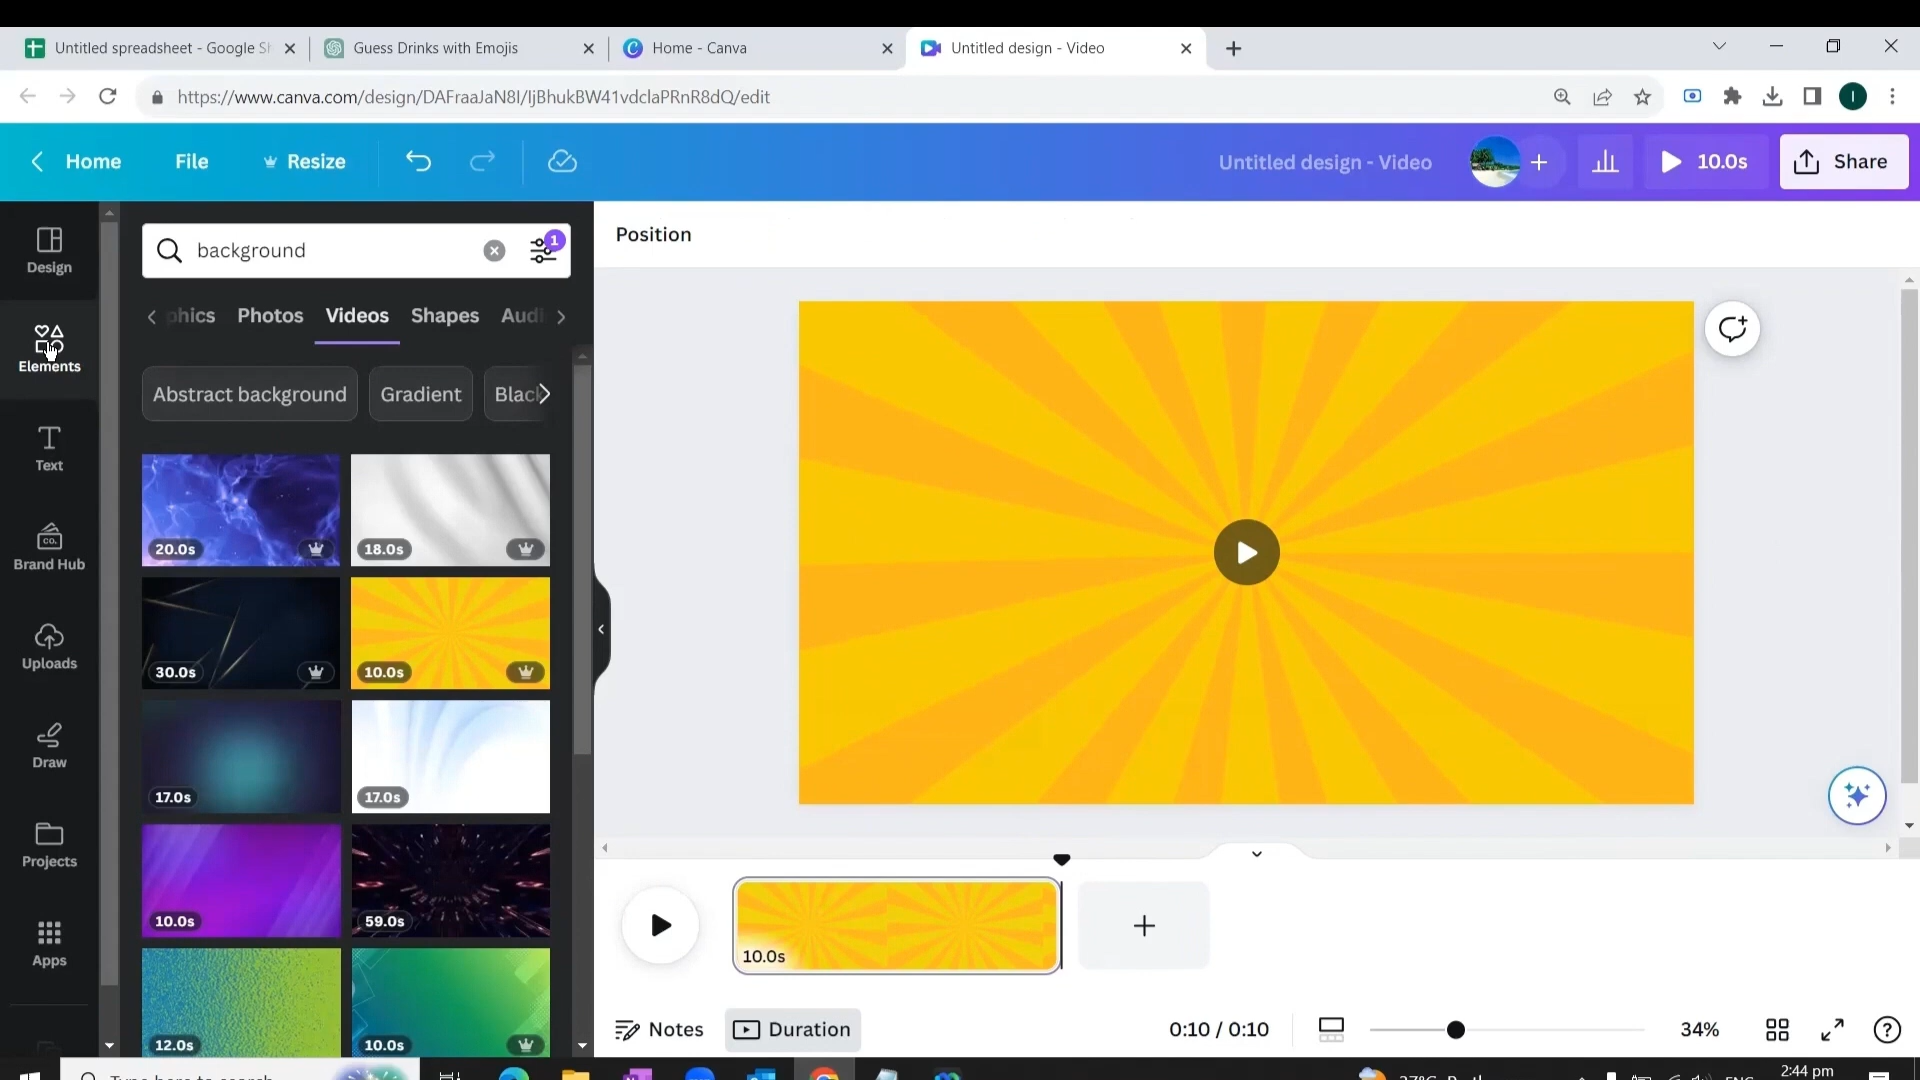 Untitled spreadsheet - Google Sh
Guess Drinks with Emojis
Home - Canva
Untitled design - Video
https://www.canva.com/design/DAFraaJaN8I/IjBhukBW41vdclaPRnR8dQ/edit
Home
File
Resize
Untitled design - Video
10.0s
Share
Design
Elements
Text
CO.
Brand Hub
Uploads
Draw
Projects
Apps
background
1
phics
Photos
Videos
Shapes
Audi
Abstract background
Gradient
Blac
20.0s
18.0s
30.0s
10.0s
17.0s
17.0s
10.0s
59.0s
12.0s
10.0s
Position
10.0s
Notes
Duration
0:10 / 0:10
34%
2:44 pm